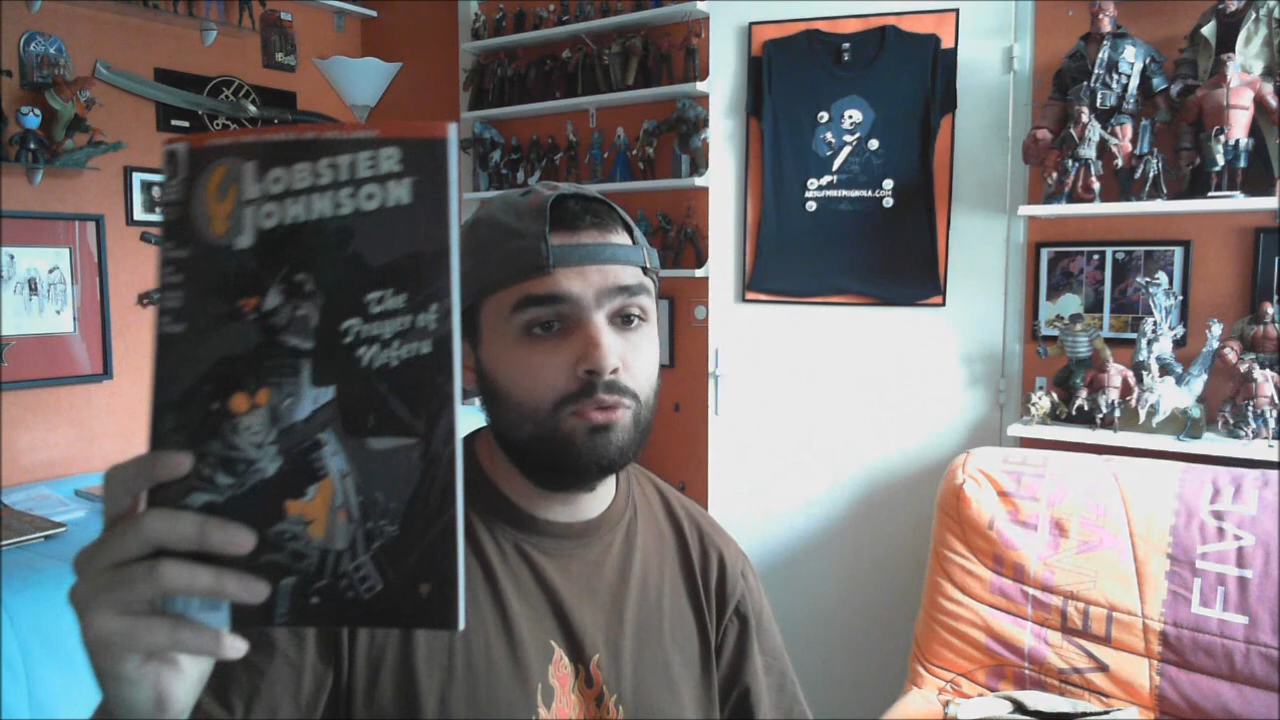 LOBSTER
JOHNSON
The
Prayer of
Neferu
ARTOFMIKEMIGNOLA.COM
FIVE